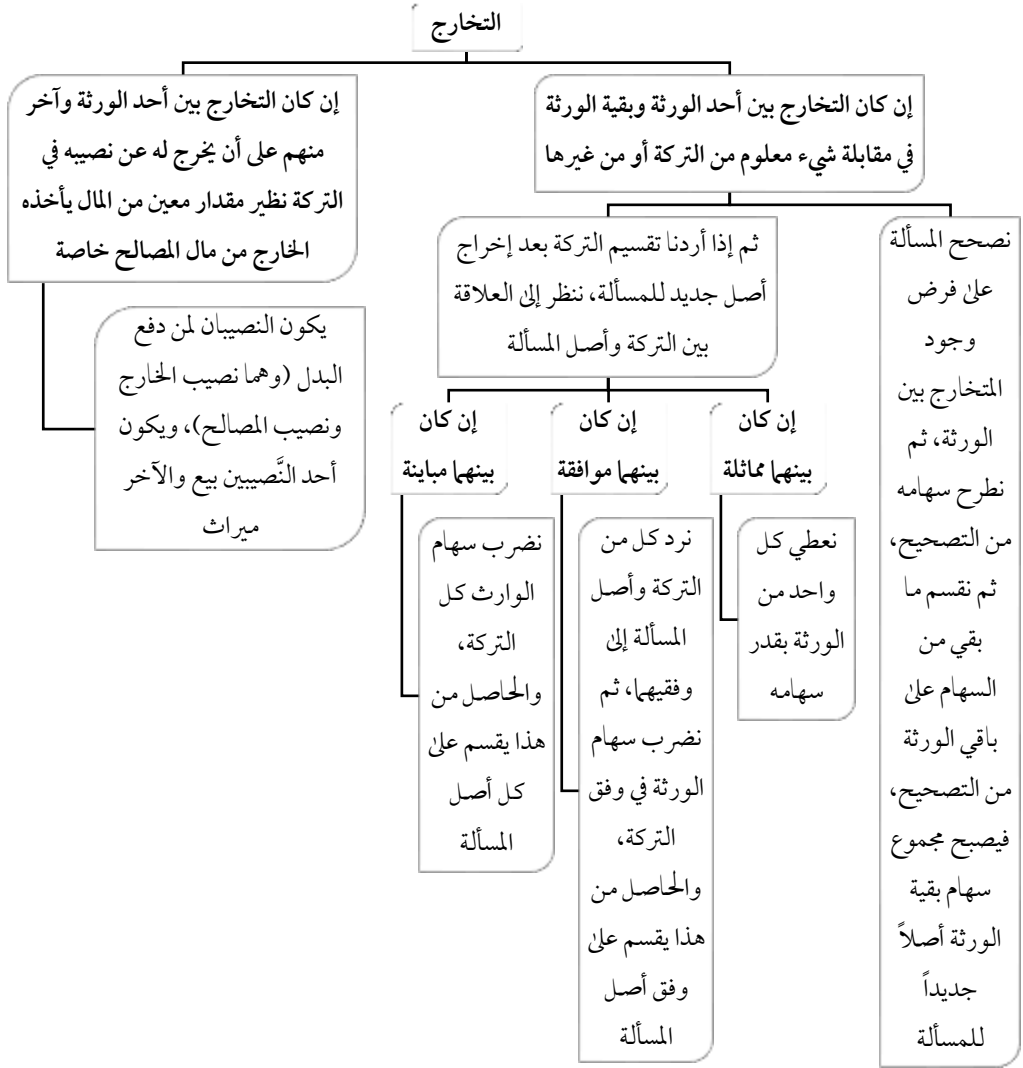 التخارج
إن كان التخارج بين أحد الورثة وبقية الورثة
في مقابلة شيء معلوم من التركة أو من غيرها
نصحح المسألة
على فرض
وجود
المتخارج بين
الورثة، ثم
نطرح سهامه
من التصحيح،
ثم نقسم ما
بقي من
السهام على
باقي الورثة
من التصحيح،
فيصبح مجموع
سهام بقية
الورثة أصلاً
جديداً
للمسألة
ثم إذا أردنا تقسيم التركة بعد إخراج
أصل جديد للمسألة، ننظر إلى العلاقة
بين التركة وأصل المسألة
إن كان
بينهما مماثلة
نعطي كل
واحد من
الورثة بقدر
سهامه
إن كان
بينهما موافقة
نرد كل من
التركة وأصل
المسألة إلى
وفقيهما، ثم
نضرب سهام
الورثة في وفق
التركة،
والحاصل من
هذا يقسم على
وفق أصل
المسألة
إن كان
بينهما مباينة
نضرب سهام
الوارث كل
التركة،
والحاصل من
هذا يقسم على
كل أصل
المسألة
إن كان التخارج بين أحد الورثة وآخر
منهم على أن يخرج له عن نصيبه في
التركة نظير مقدار معين من المال يأخذه
الخارج من مال المصالح خاصة
يكون النصيبان لمن دفع
البدل (وهما نصيب الخارج
ونصيب المصالح)، ويكون
أحد النَّصيبين بيع والآخر
ميراث